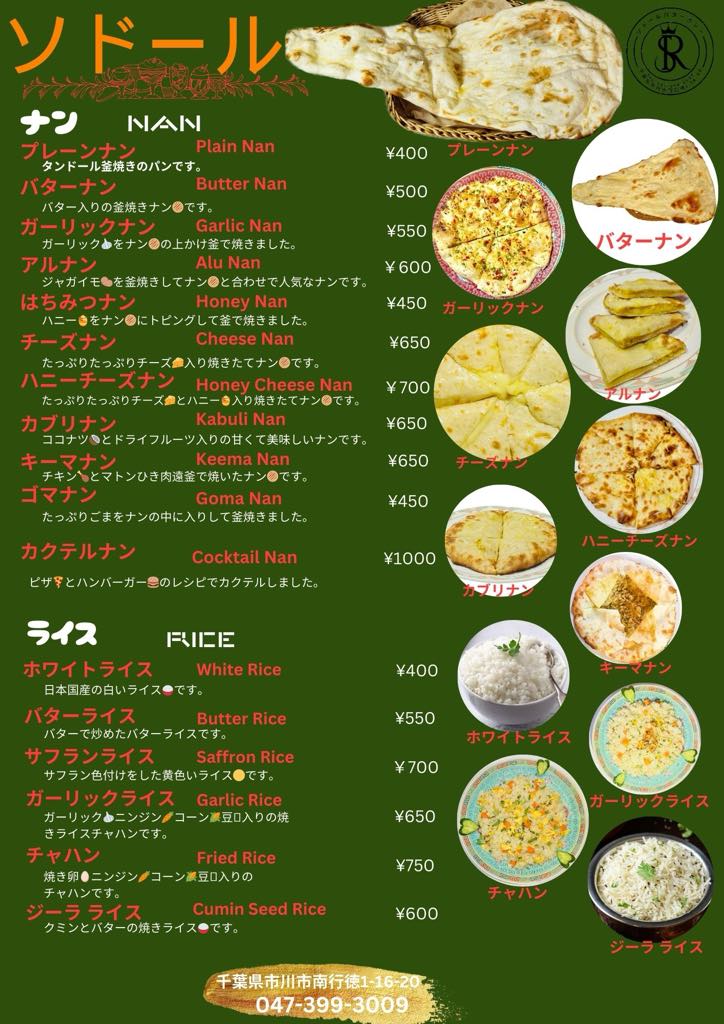 ソドール
SR
ナン NAN
プレーンナン Plain Nan ¥400
タンドール釜焼きのパンです。
バターナン Butter Nan ¥500
バター入りの釜焼きナン🫓です。
ガーリックナン Garlic Nan ¥550
ガーリック🧄をナン🫓の上かけ釜で焼きました。
アルナン Alu Nan ¥600
ジャガイモ🥔を釜焼きしてナン🫓と合わせで人気なナンです。
はちみつナン Honey Nan ¥450
ハニー🍯をナン🫓にトピングして釜で焼きました。
チーズナン Cheese Nan ¥650
たっぷりたっぷりチーズ🧀入り焼きたてナン🫓です。
ハニーチーズナン Honey Cheese Nan ¥700
たっぷりたっぷりチーズ🧀とハニー🍯入り焼きたてナン🫓です。
カブリナン Kabuli Nan ¥650
ココナツ🥥とドライフルーツ入りの甘くて美味しいナンです。
キーマナン Keema Nan ¥650
チキン🍗とマトンひき肉遠釜で焼いたナン🫓です。
ゴマナン Goma Nan ¥450
たっぷりごまをナンの中に入りして釜焼きました。
カクテルナン Cocktail Nan ¥1000
ピザ🍕とハンバーガー🍔のレシピでカクテルしました。
ライス RICE
ホワイトライス White Rice ¥400
日本国産の白いライス🍚です。
バターライス Butter Rice ¥550
バターで炒めたバターライスです。
サフランライス Saffron Rice ¥700
サフラン色付けをした黄色いライス🟡です。
ガーリックライス Garlic Rice ¥650
ガーリック🧄ニンジン🥕コーン🌽豆入りの焼
きライスチャハンです。
チャハン Fried Rice ¥750
焼き卵🥚ニンジン🥕コーン🌽豆入りの
チャハンです。
ジーラ ライス Cumin Seed Rice ¥600
クミンとバターの焼きライス🍚です。
プレーンナン
バターナン
ガーリックナン
アルナン
チーズナン
ハニーチーズナン
カブリナン
キーマナン
ホワイトライス
ガーリックライス
チャハン
ジーラ ライス
千葉県市川市南行徳1-16-20
047-399-3009